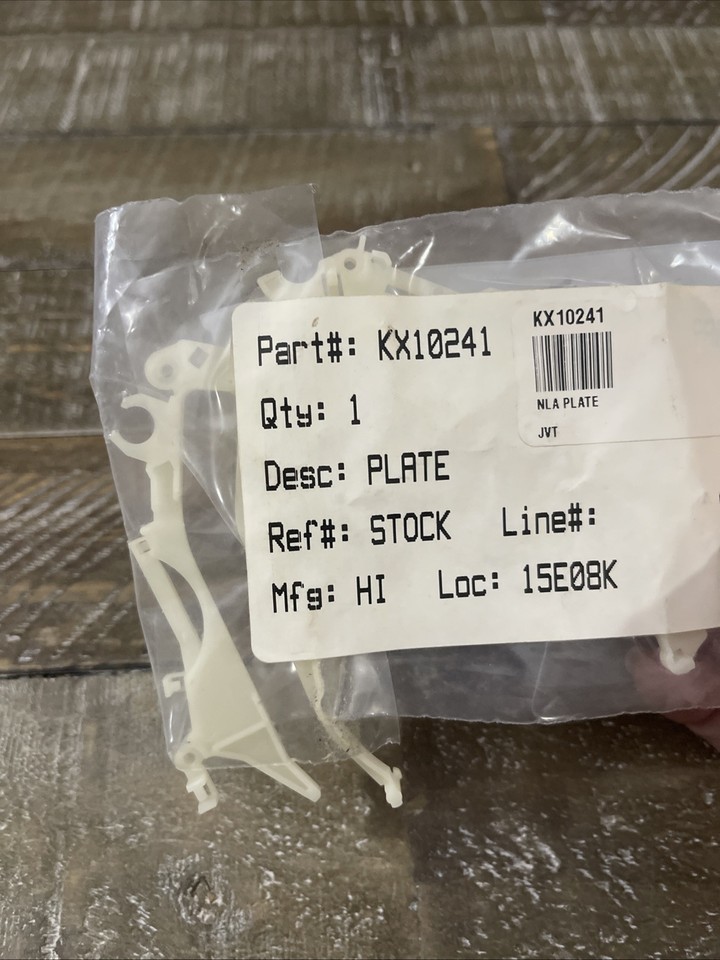 Part#: KX10241
Qty: 1
Desc: PLATE
Ref#: STOCK Line#:
Mfg: HI Loc: 15E08K
KX10241
NLA PLATE
JVT